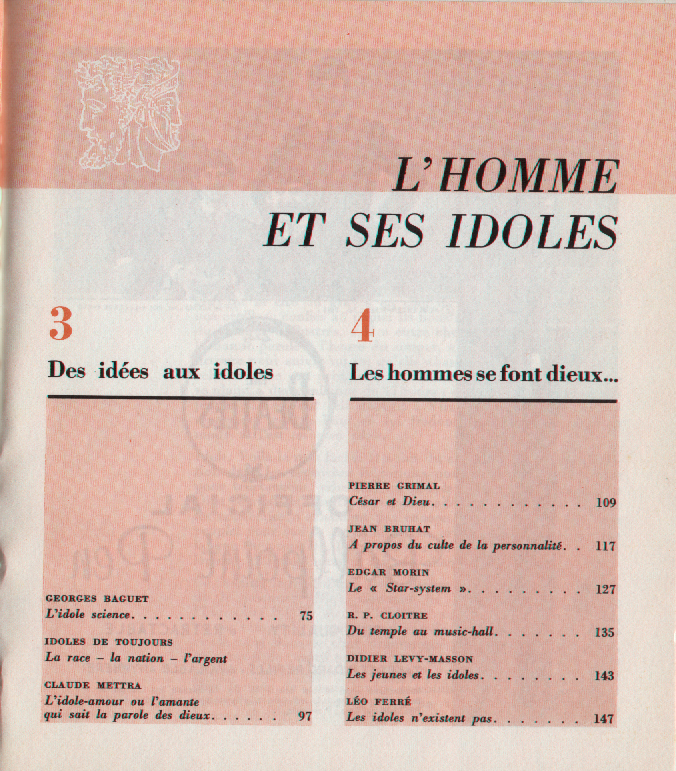 L'HOMME
ET SES IDOLES
3
Des idées aux idoles
GEORGES BAGUET
L'idole science. . . . . . . . . . . . 75
IDOLES DE TOUJOURS
La race – la nation – l'argent
CLAUDE METTRA
L'idole-amour ou l'amante
qui sait la parole des dieux. . . . . . 97
4
Les hommes se font dieux...
PIERRE GRIMAL
César et Dieu. . . . . . . . . . . . 109
JEAN BRUHAT
A propos du culte de la personnalité. . 117
EDGAR MORIN
Le « Star-system ». . . . . . . . . . 127
R. P. CLOITRE
Du temple au music-hall. . . . . . . 135
DIDIER LEVY-MASSON
Les jeunes et les idoles. . . . . . . . 143
LÉO FERRÉ
Les idoles n'existent pas. . . . . . . 147